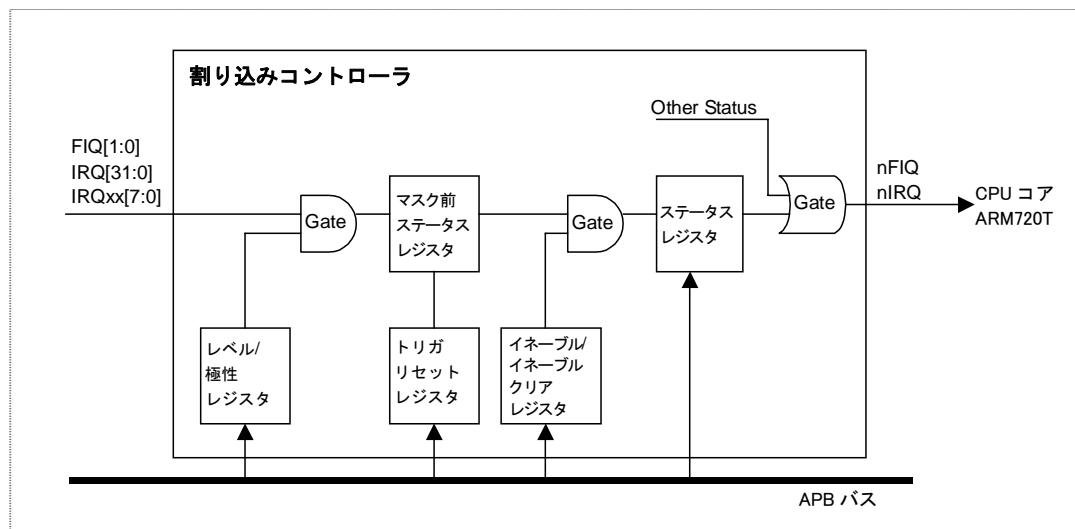 割り込みコントローラ
Other Status
FIQ[1:0]
IRQ[31:0]
IRQxx[7:0]
nFIQ
nIRQ
CPU コア
ARM720T
Gate
マスク前
ステータス
レジスタ
Gate
ステータス
レジスタ
Gate
レベル/
極性
レジスタ
トリガ
リセット
レジスタ
イネーブル/
イネーブル
クリア
レジスタ
APB バス